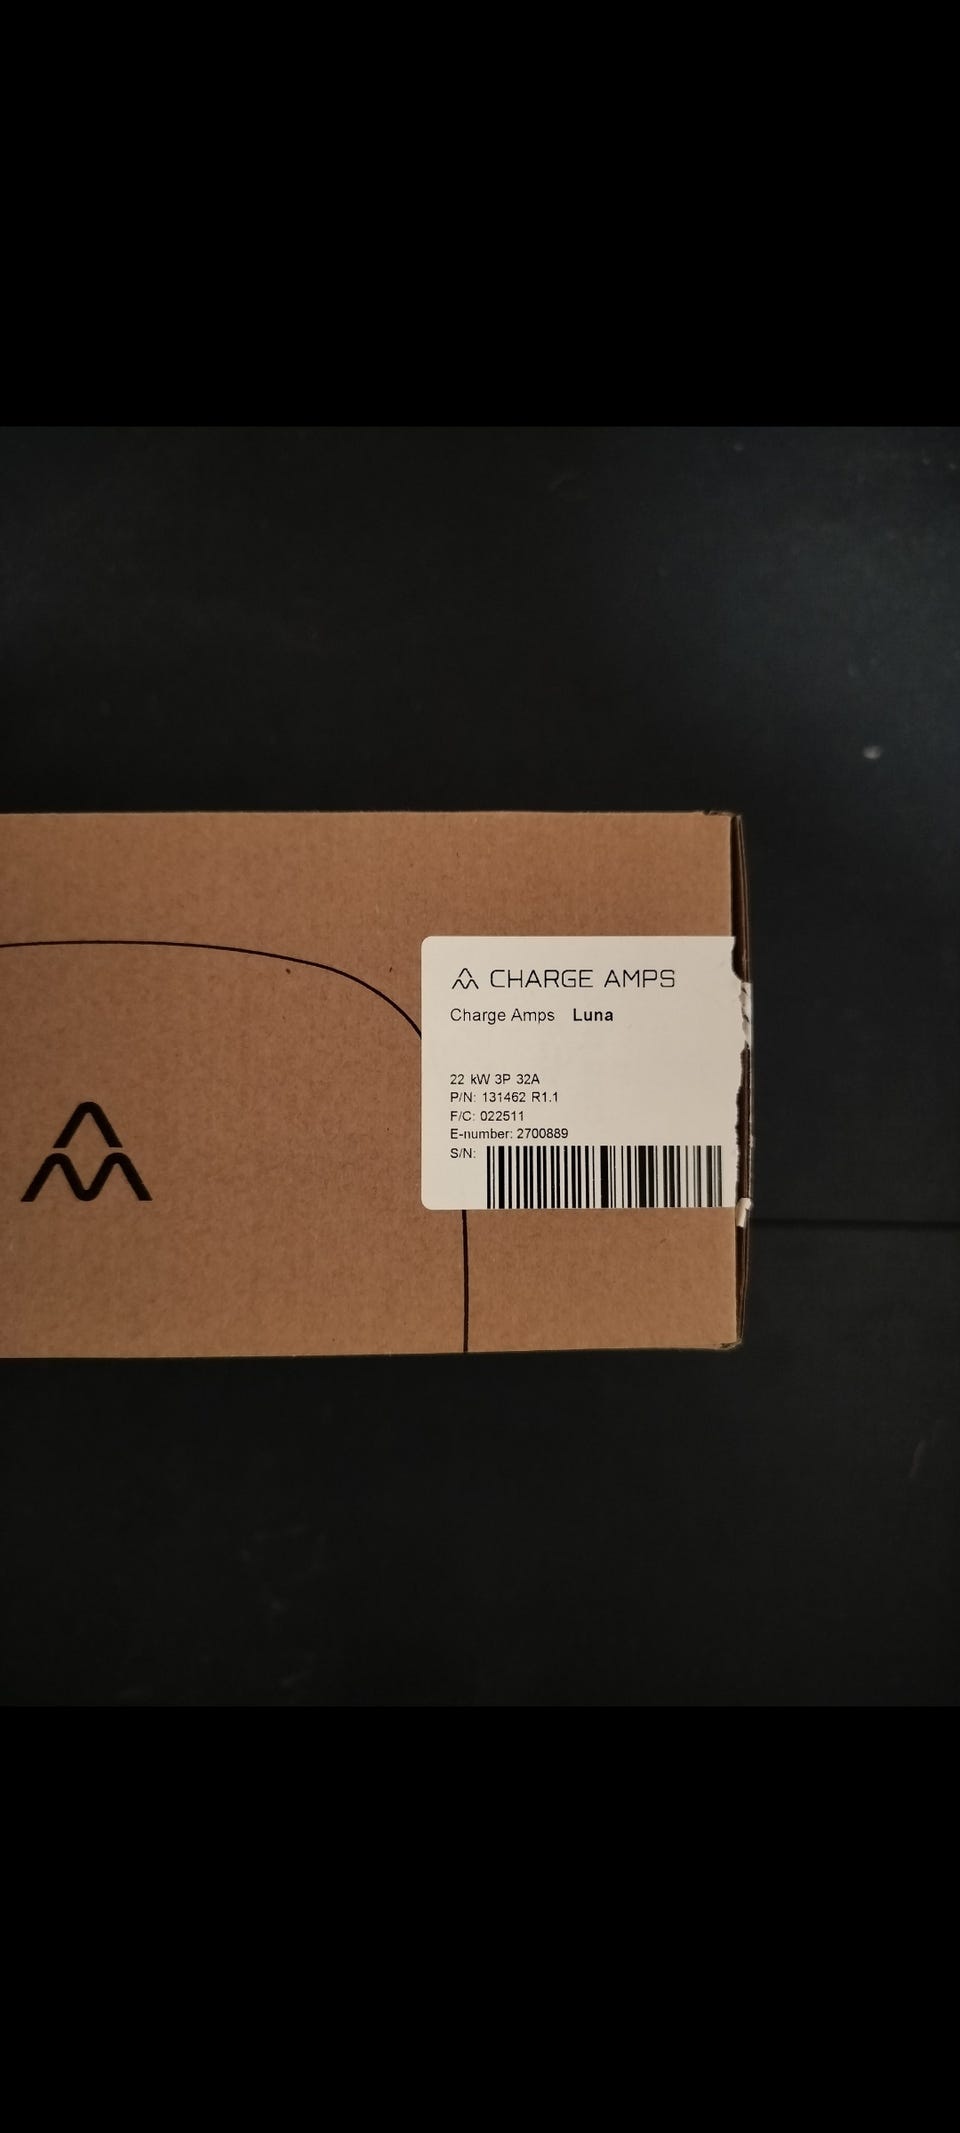 CHARGE AMPS
Charge Amps Luna
22 kW 3P 32A
P/N: 131462 R1.1
F/C: 022511
E-number: 2700889
S/N: